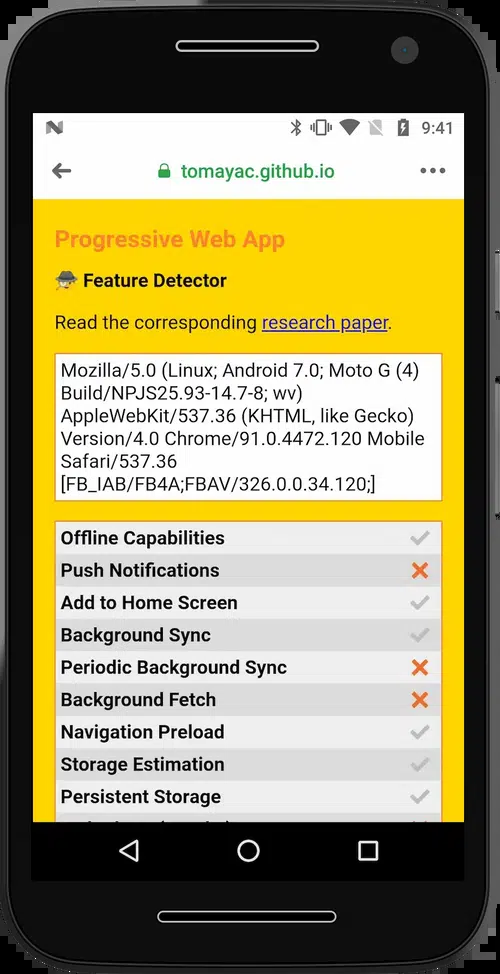 9:41
tomayac.github.io
Progressive Web App
Feature Detector
Read the corresponding research paper.
Mozilla/5.0 (Linux; Android 7.0; Moto G (4)
Build/NPJS25.93-14.7-8; wv)
AppleWebKit/537.36 (KHTML, like Gecko)
Version/4.0 Chrome/91.0.4472.120 Mobile
Safari/537.36
[FB_IAB/FB4A;FBAV/326.0.0.34.120;]
Offline Capabilities
Push Notifications
Add to Home Screen
Background Sync
Periodic Background Sync
Background Fetch
Navigation Preload
Storage Estimation
Persistent Storage